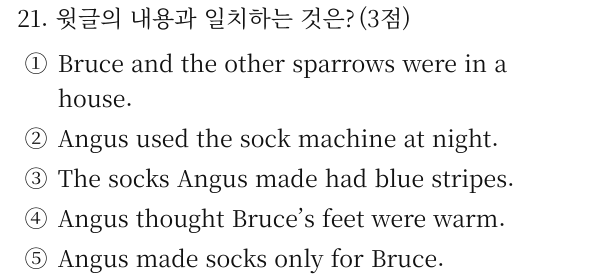 21. 윗글의 내용과 일치하는 것은? (3점)
① Bruce and the other sparrows were in a
house.
② Angus used the sock machine at night.
③ The socks Angus made had blue stripes.
④ Angus thought Bruce’s feet were warm.
⑤ Angus made socks only for Bruce.